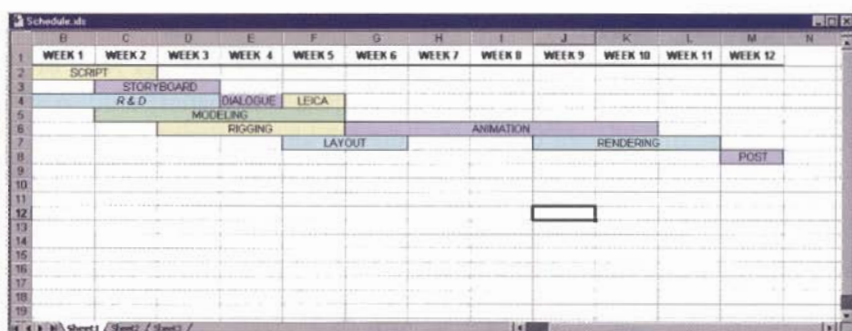 Schedule.xls
B C D E F G H I J K L M N
1 WEEK 1 WEEK 2 WEEK 3 WEEK 4 WEEK 5 WEEK 6 WEEK 7 WEEK 8 WEEK 9 WEEK 10 WEEK 11 WEEK 12
2 SCRIPT
3 STORYBOARD
4 R & D DIALOGUE LEICA
5 MODELING
6 RIGGING ANIMATION
7 LAYOUT RENDERING
8 POST
9
10
11
12
13
14
15
16
17
18
19
Sheet1 / Sheet2 / Sheet3 /